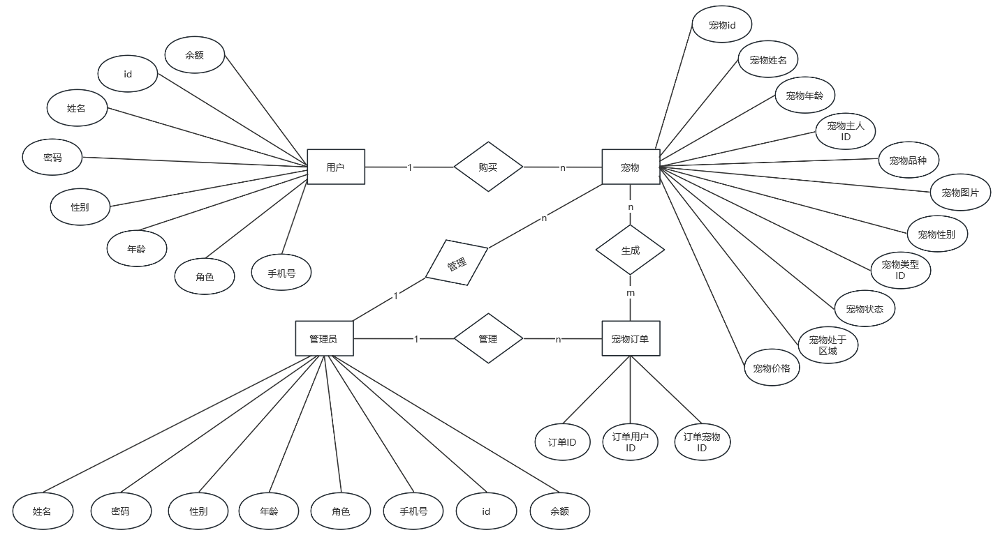 宠物id
余额
宠物姓名
id
宠物年龄
姓名
宠物主人
ID
密码
宠物品种
用户
1
购买
n
宠物
宠物图片
性别
n
n
宠物性别
年龄
生成
管理
宠物类型
ID
角色
手机号
1
m
宠物状态
管理员
1
管理
n
宠物订单
宠物处于
区域
宠物价格
订单ID
订单用户
ID
订单宠物
ID
姓名
密码
性别
年龄
角色
手机号
id
余额